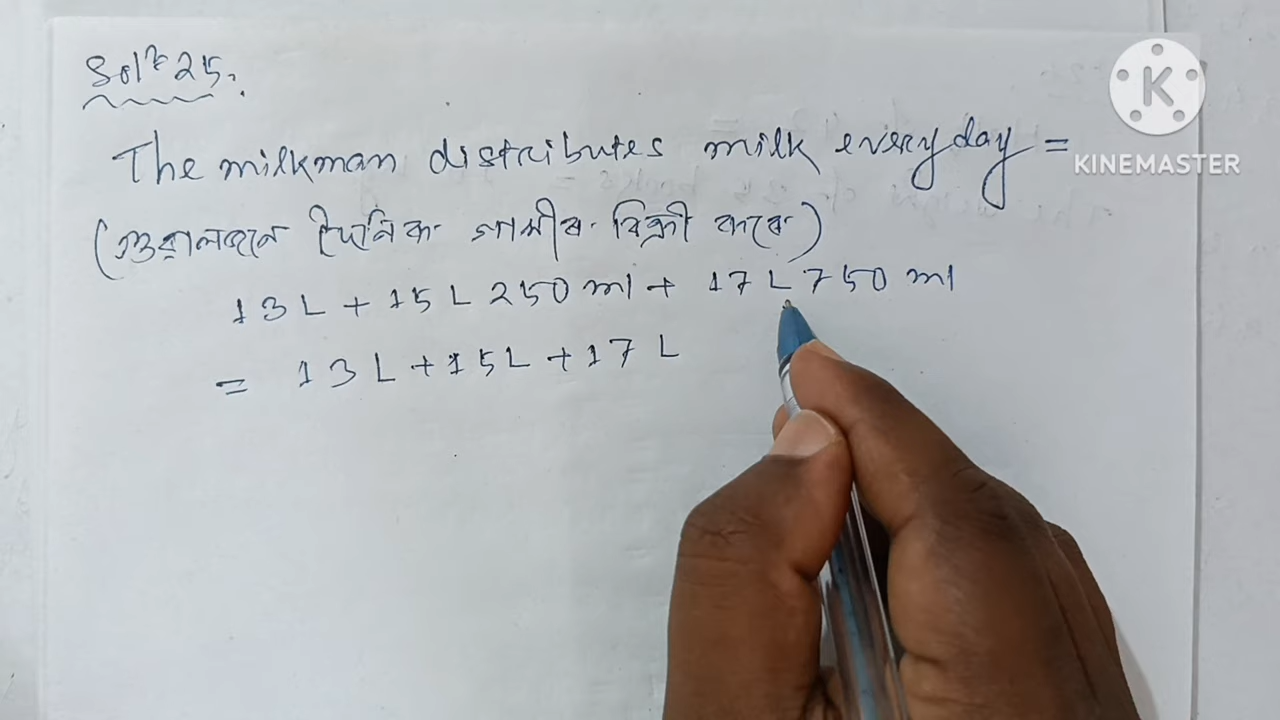 Solⁿ 25.
The milkman distributes milk everyday =
(গুৱালজনে দৈনিক গাখীৰ বিক্ৰী কৰে)
13 L + 15 L 250 ml + 17 L 750 ml
= 13 L + 15 L + 17 L
K
KINEMASTER